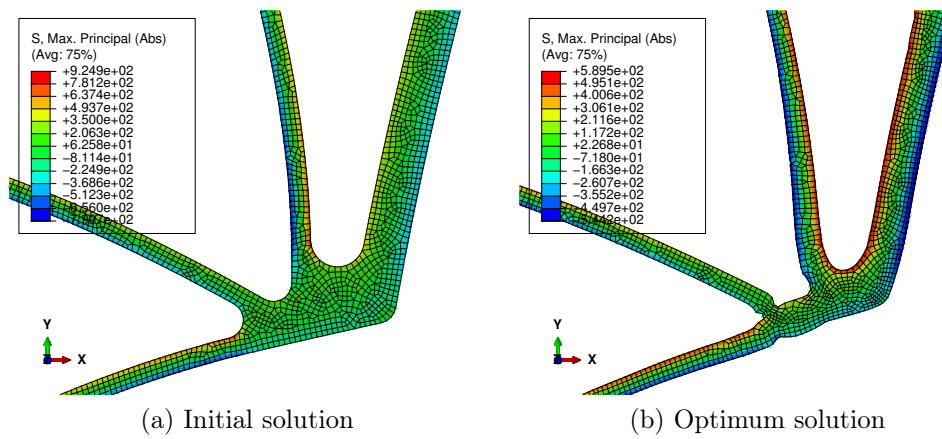 S, Max. Principal (Abs)
(Avg: 75%)
+9.249e+02
+7.812e+02
+6.374e+02
+4.937e+02
+3.500e+02
+2.063e+02
+6.258e+01
−8.114e+01
−2.249e+02
−3.686e+02
−5.123e+02
Y
X
(a) Initial solution
S, Max. Principal (Abs)
(Avg: 75%)
+5.895e+02
+4.951e+02
+4.006e+02
+3.061e+02
+2.116e+02
+1.172e+02
+2.268e+01
−7.180e+01
−1.663e+02
−2.607e+02
−3.552e+02
−4.497e+02
Y
X
(b) Optimum solution